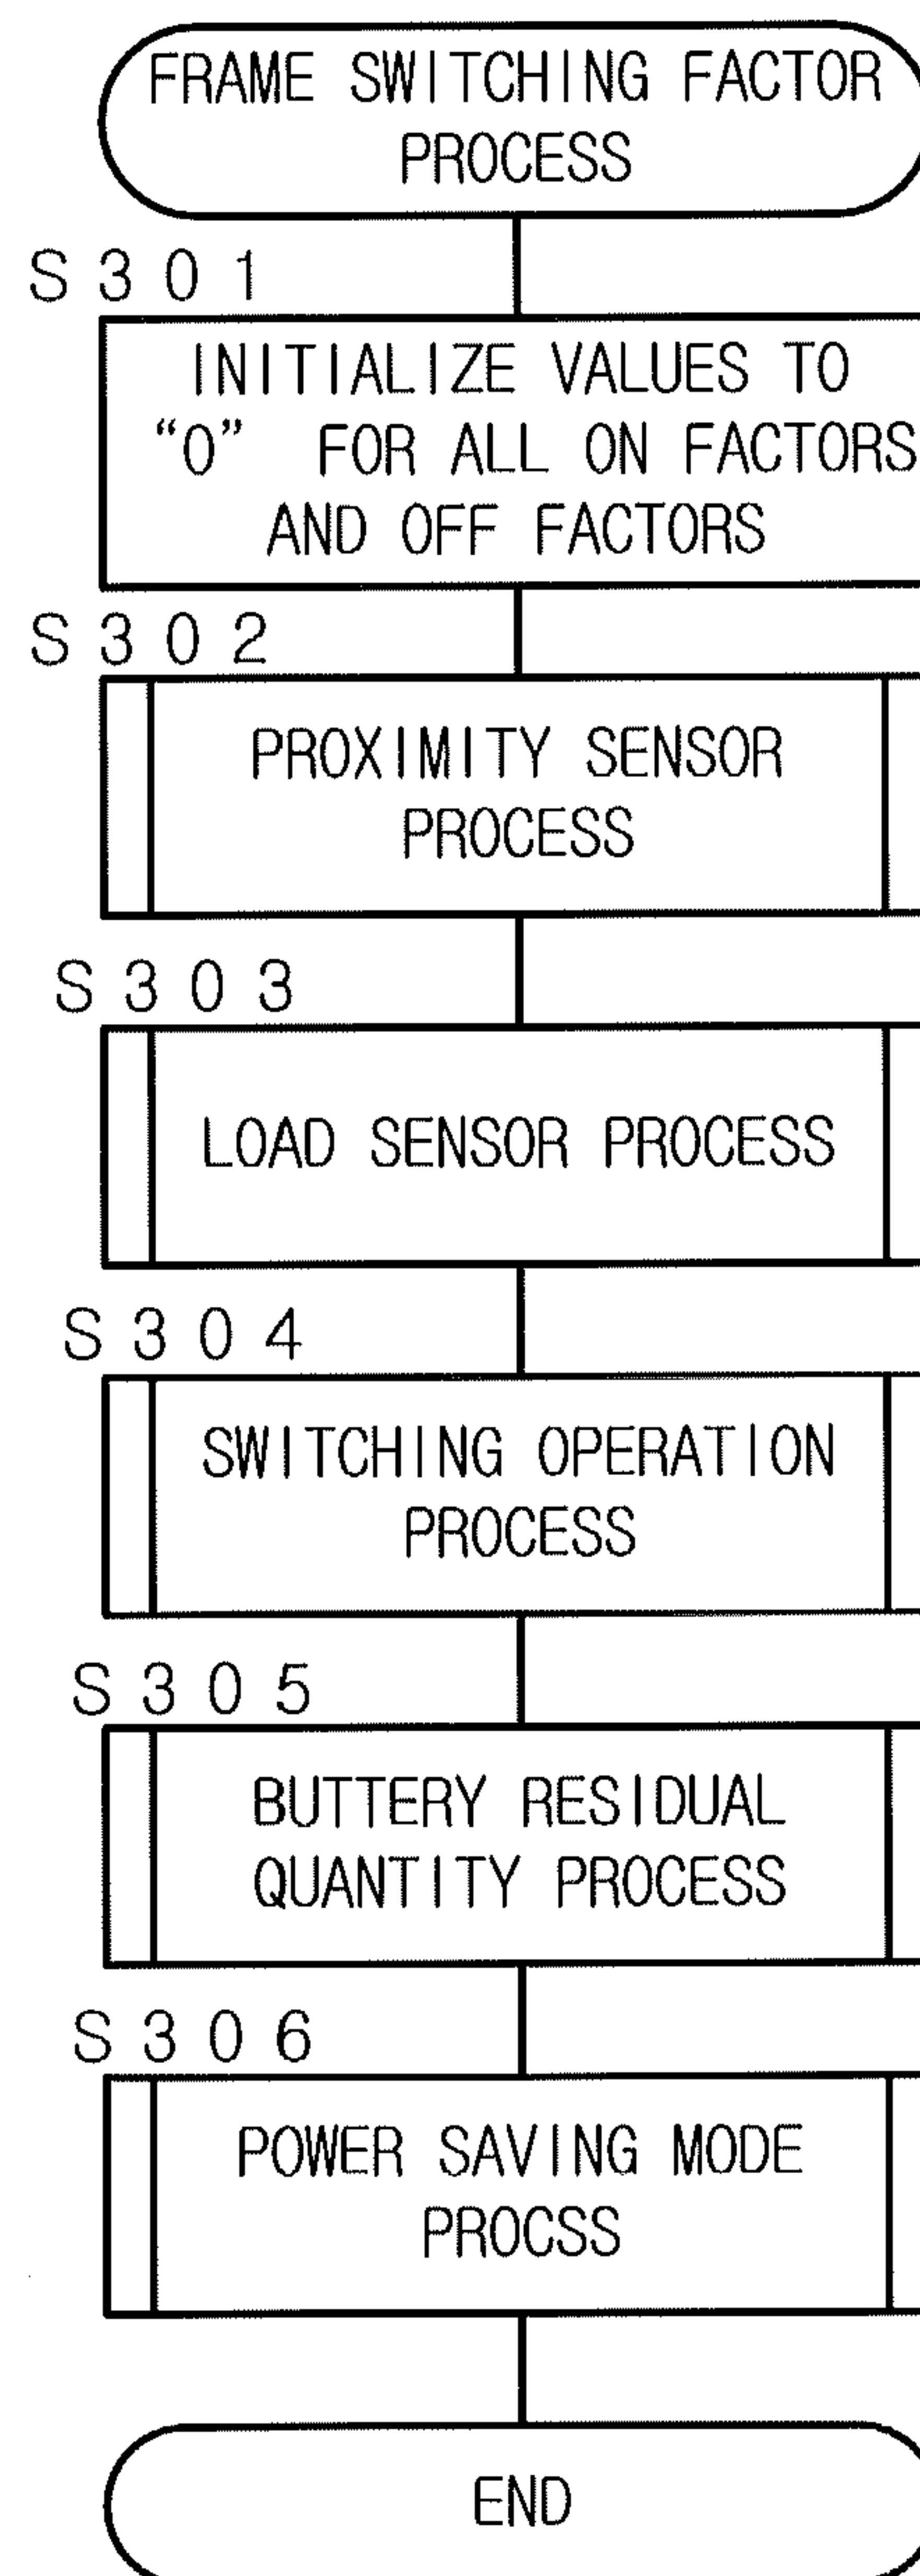 FRAME SWITCHING FACTOR
PROCESS
S301
INITIALIZE VALUES TO
“0” FOR ALL ON FACTORS
AND OFF FACTORS
S302
PROXIMITY SENSOR
PROCESS
S303
LOAD SENSOR PROCESS
S304
SWITCHING OPERATION
PROCESS
S305
BUTTERY RESIDUAL
QUANTITY PROCESS
S306
POWER SAVING MODE
PROCSS
END